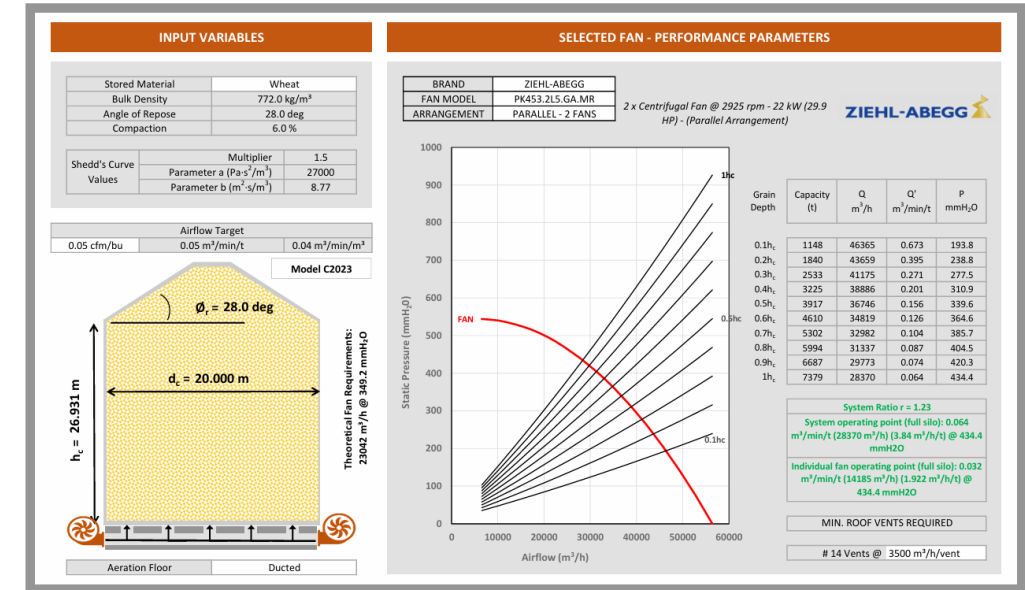 INPUT VARIABLES
Stored Material Wheat
Bulk Density 772.0 kg/m³
Angle of Repose 28.0 deg
Compaction 6.0 %
Shedd's Curve Values
Multiplier 1.5
Parameter a (Pa·s²/m³) 27000
Parameter b (m²·s/m³) 8.77
Airflow Target
0.05 cfm/bu 0.05 m³/min/t 0.04 m³/min/m³
Model C2023
Ør = 28.0 deg
dc = 20.000 m
hc = 26.931 m
Theoretical Fan Requirements:
23042 m³/h @ 349.2 mmH₂O
Aeration Floor Ducted
SELECTED FAN - PERFORMANCE PARAMETERS
BRAND ZIEHL-ABEGG
FAN MODEL PK453.2L5.GA.MR
ARRANGEMENT PARALLEL - 2 FANS
2 x Centrifugal Fan @ 2925 rpm - 22 kW (29.9
HP) - (Parallel Arrangement)
ZIEHL-ABEGG
Static Pressure (mmH₂0)
1000
900
800
700
600
500
400
300
200
100
0
FAN
1hc
0.5hc
0.1hc
0 10000 20000 30000 40000 50000 60000
Airflow (m³/h)
Grain Depth
Capacity (t) Q m³/h Q' m³/min/t P mmH₂O
0.1hc 1148 46365 0.673 193.8
0.2hc 1840 43659 0.395 238.8
0.3hc 2533 41175 0.271 277.5
0.4hc 3225 38886 0.201 310.9
0.5hc 3917 36746 0.156 339.6
0.6hc 4610 34819 0.126 364.6
0.7hc 5302 32982 0.104 385.7
0.8hc 5994 31337 0.087 404.5
0.9hc 6687 29773 0.074 420.3
1hc 7379 28370 0.064 434.4
System Ratio r = 1.23
System operating point (full silo): 0.064
m³/min/t (28370 m³/h) (3.84 m³/h/t) @ 434.4
mmH2O
Individual fan operating point (full silo): 0.032
m³/min/t (14185 m³/h) (1.922 m³/h/t) @
434.4 mmH2O
MIN. ROOF VENTS REQUIRED
# 14 Vents @ 3500 m³/h/vent